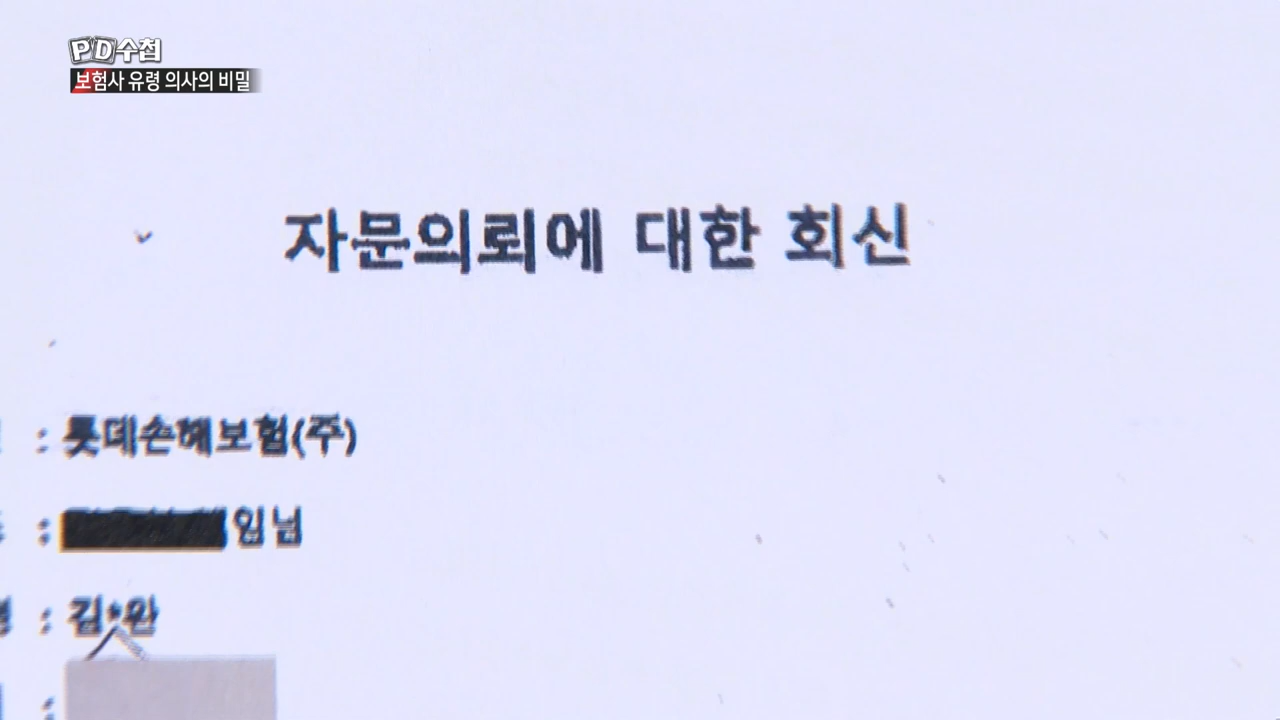 PD수첩
보험사 유령 의사의 비밀
자문의뢰에 대한 회신
: 롯데손해보험(주)
: 임님
: 김*완
: